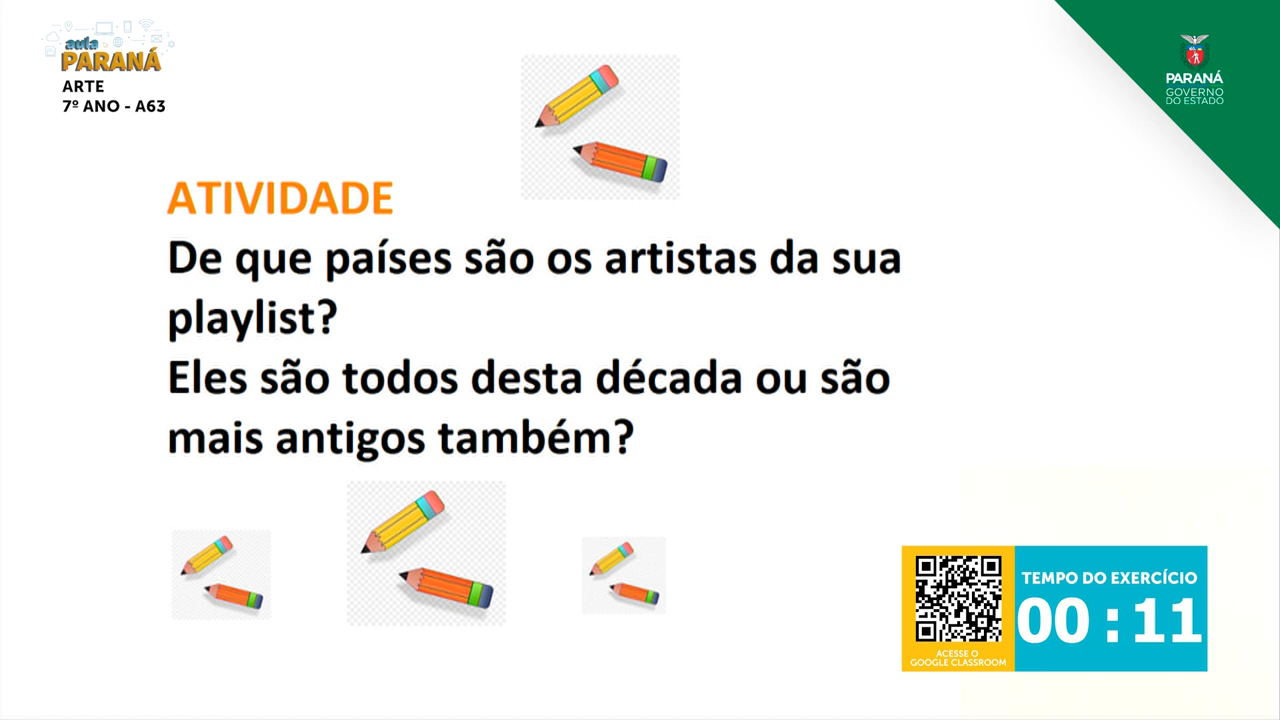 aula
PARANÁ
ARTE
7º ANO - A63
PARANÁ
GOVERNO
DO ESTADO
ATIVIDADE
De que países são os artistas da sua
playlist?
Eles são todos desta década ou são
mais antigos também?
TEMPO DO EXERCÍCIO
00 : 11
ACESSE O
GOOGLE CLASSROOM